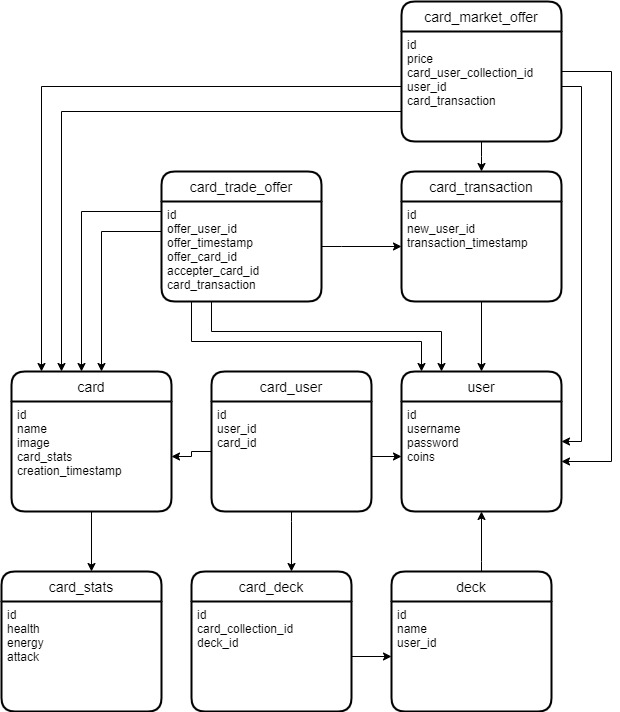 card_market_offer
id
price
card_user_collection_id
user_id
card_transaction
card_trade_offer
id
offer_user_id
offer_timestamp
offer_card_id
accepter_card_id
card_transaction
card_transaction
id
new_user_id
transaction_timestamp
card
id
name
image
card_stats
creation_timestamp
card_user
id
user_id
card_id
user
id
username
password
coins
card_stats
id
health
energy
attack
card_deck
id
card_collection_id
deck_id
deck
id
name
user_id